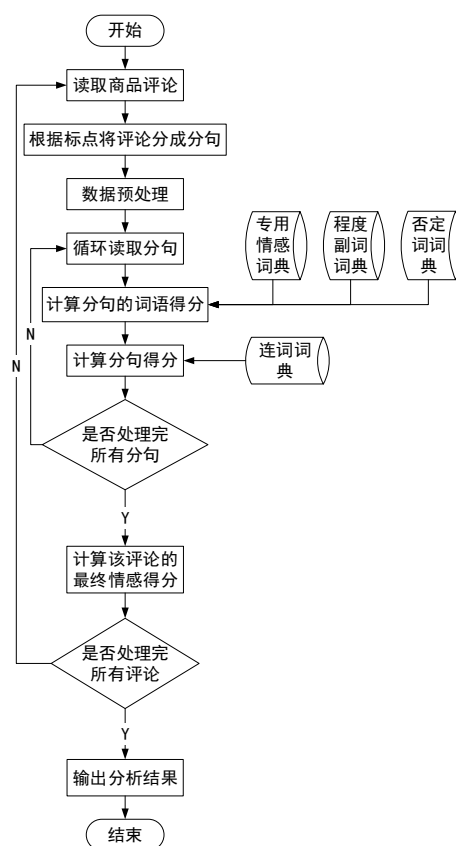 开始
读取商品评论
根据标点将评论分成分句
数据预处理
专用
情感
词典
程度
副词
词典
否定
词词
典
循环读取分句
计算分句的词语得分
N
N
计算分句得分
连词词
典
是否处理完
所有分句
Y
计算该评论的
最终情感得分
是否处理完
所有评论
Y
输出分析结果
结束